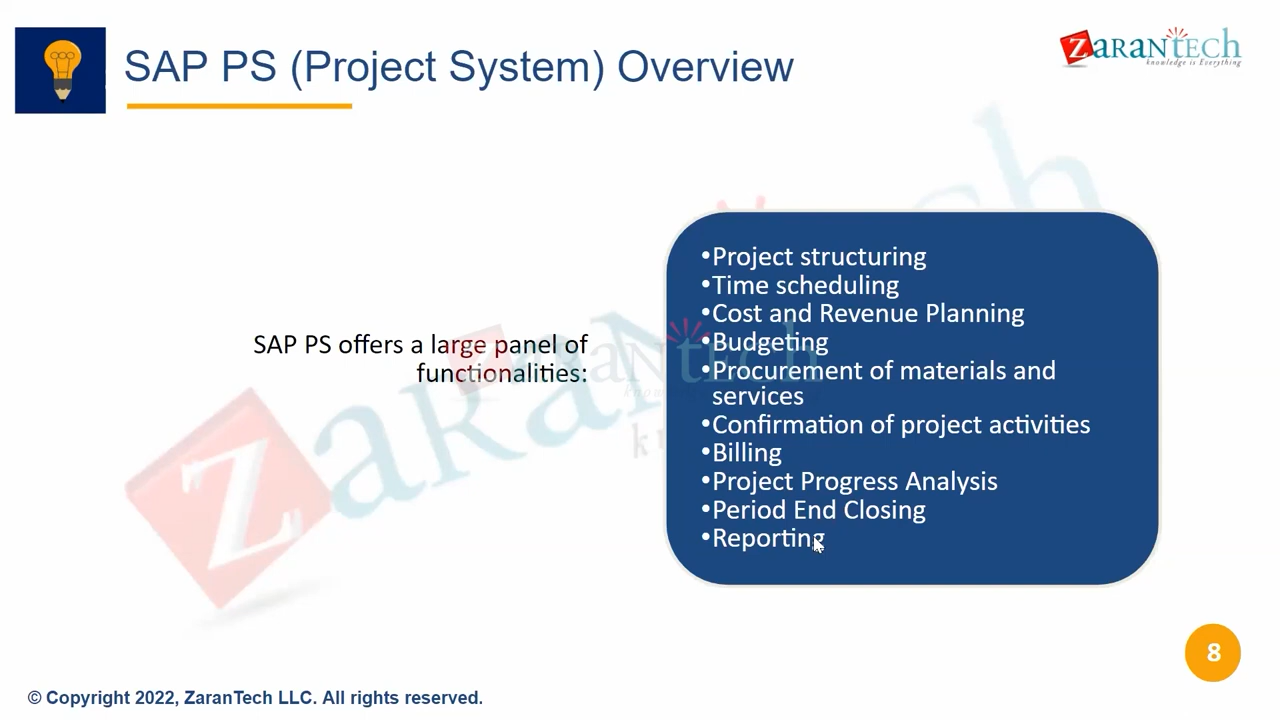 SAP PS (Project System) Overview
ZARANTECH
knowledge is Everything
SAP PS offers a large panel of
functionalities:
•Project structuring
•Time scheduling
•Cost and Revenue Planning
•Budgeting
•Procurement of materials and
services
•Confirmation of project activities
•Billing
•Project Progress Analysis
•Period End Closing
•Reporting
8
© Copyright 2022, ZaranTech LLC. All rights reserved.